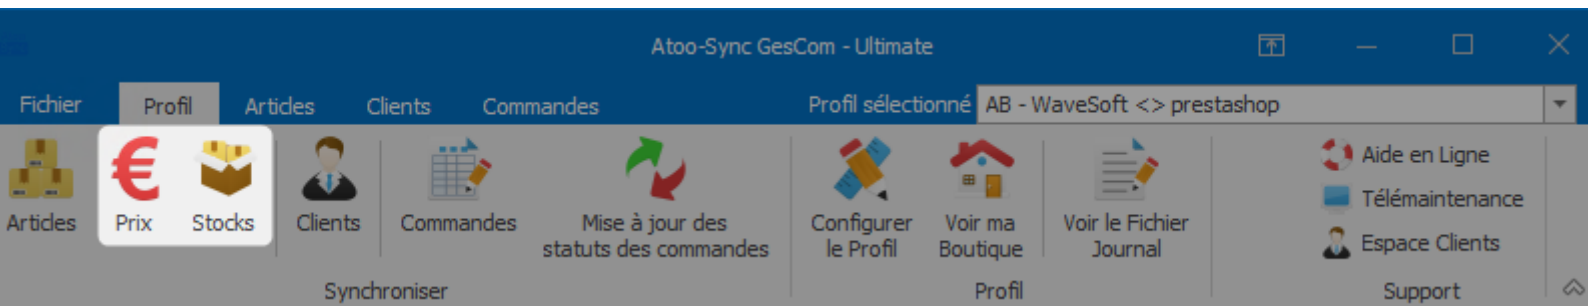 Atoo-Sync GesCom - Ultimate
Fichier Profil Articles Clients Commandes Profil sélectionné AB - WaveSoft <> prestashop
Articles Prix Stocks Clients Commandes
Mise à jour des
statuts des commandes
Configurer
le Profil
Voir ma
Boutique
Voir le Fichier
Journal
Aide en Ligne
Télémaintenance
Espace Clients
Synchroniser Profil Support